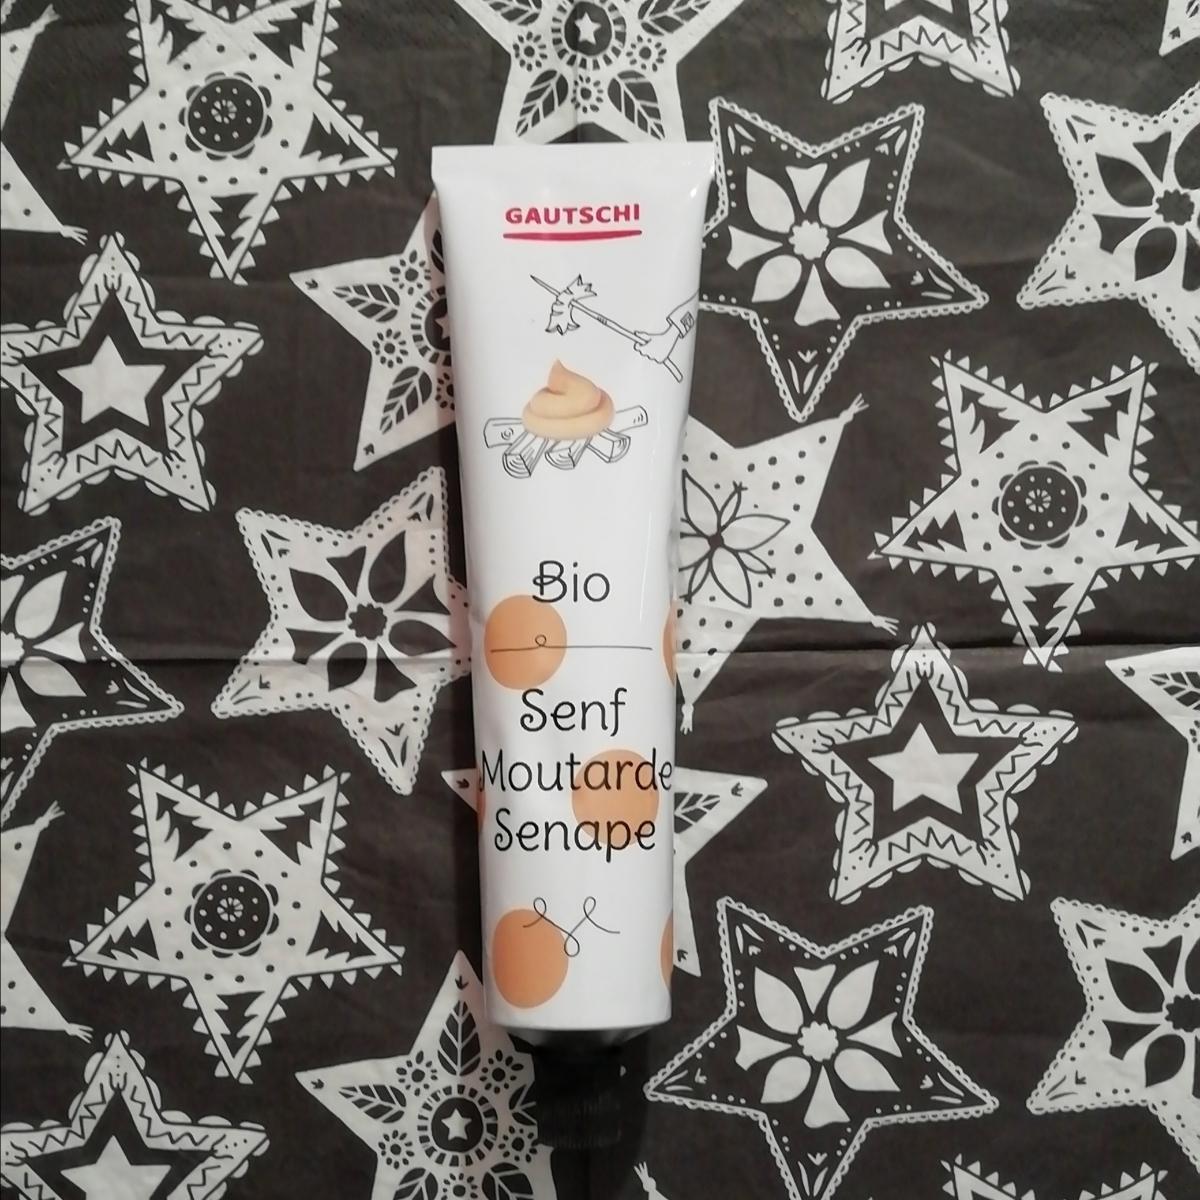 GAUTSCHI
Bio
Senf
Moutarde
Senape